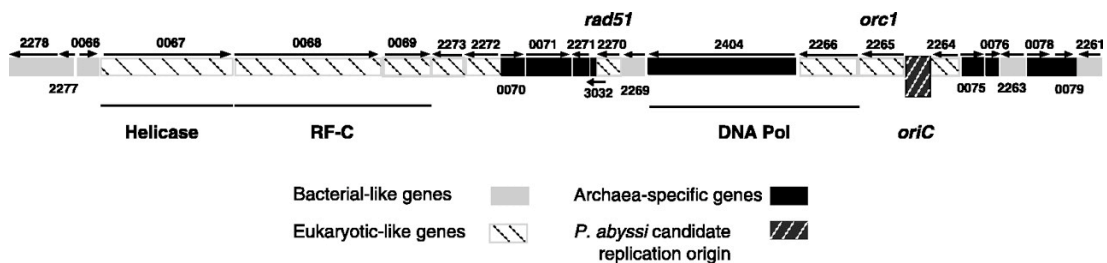 rad51 orc1
2278 0066 0067 0068 0069 2273 2272 0071 2271 2270 2404 2266 2265 2264 0076 0078 2261
2277 0070 3032 2269 0075 2263 0079
Helicase RF-C DNA Pol oriC
Bacterial-like genes Archaea-specific genes
Eukaryotic-like genes P. abyssi candidate
replication origin